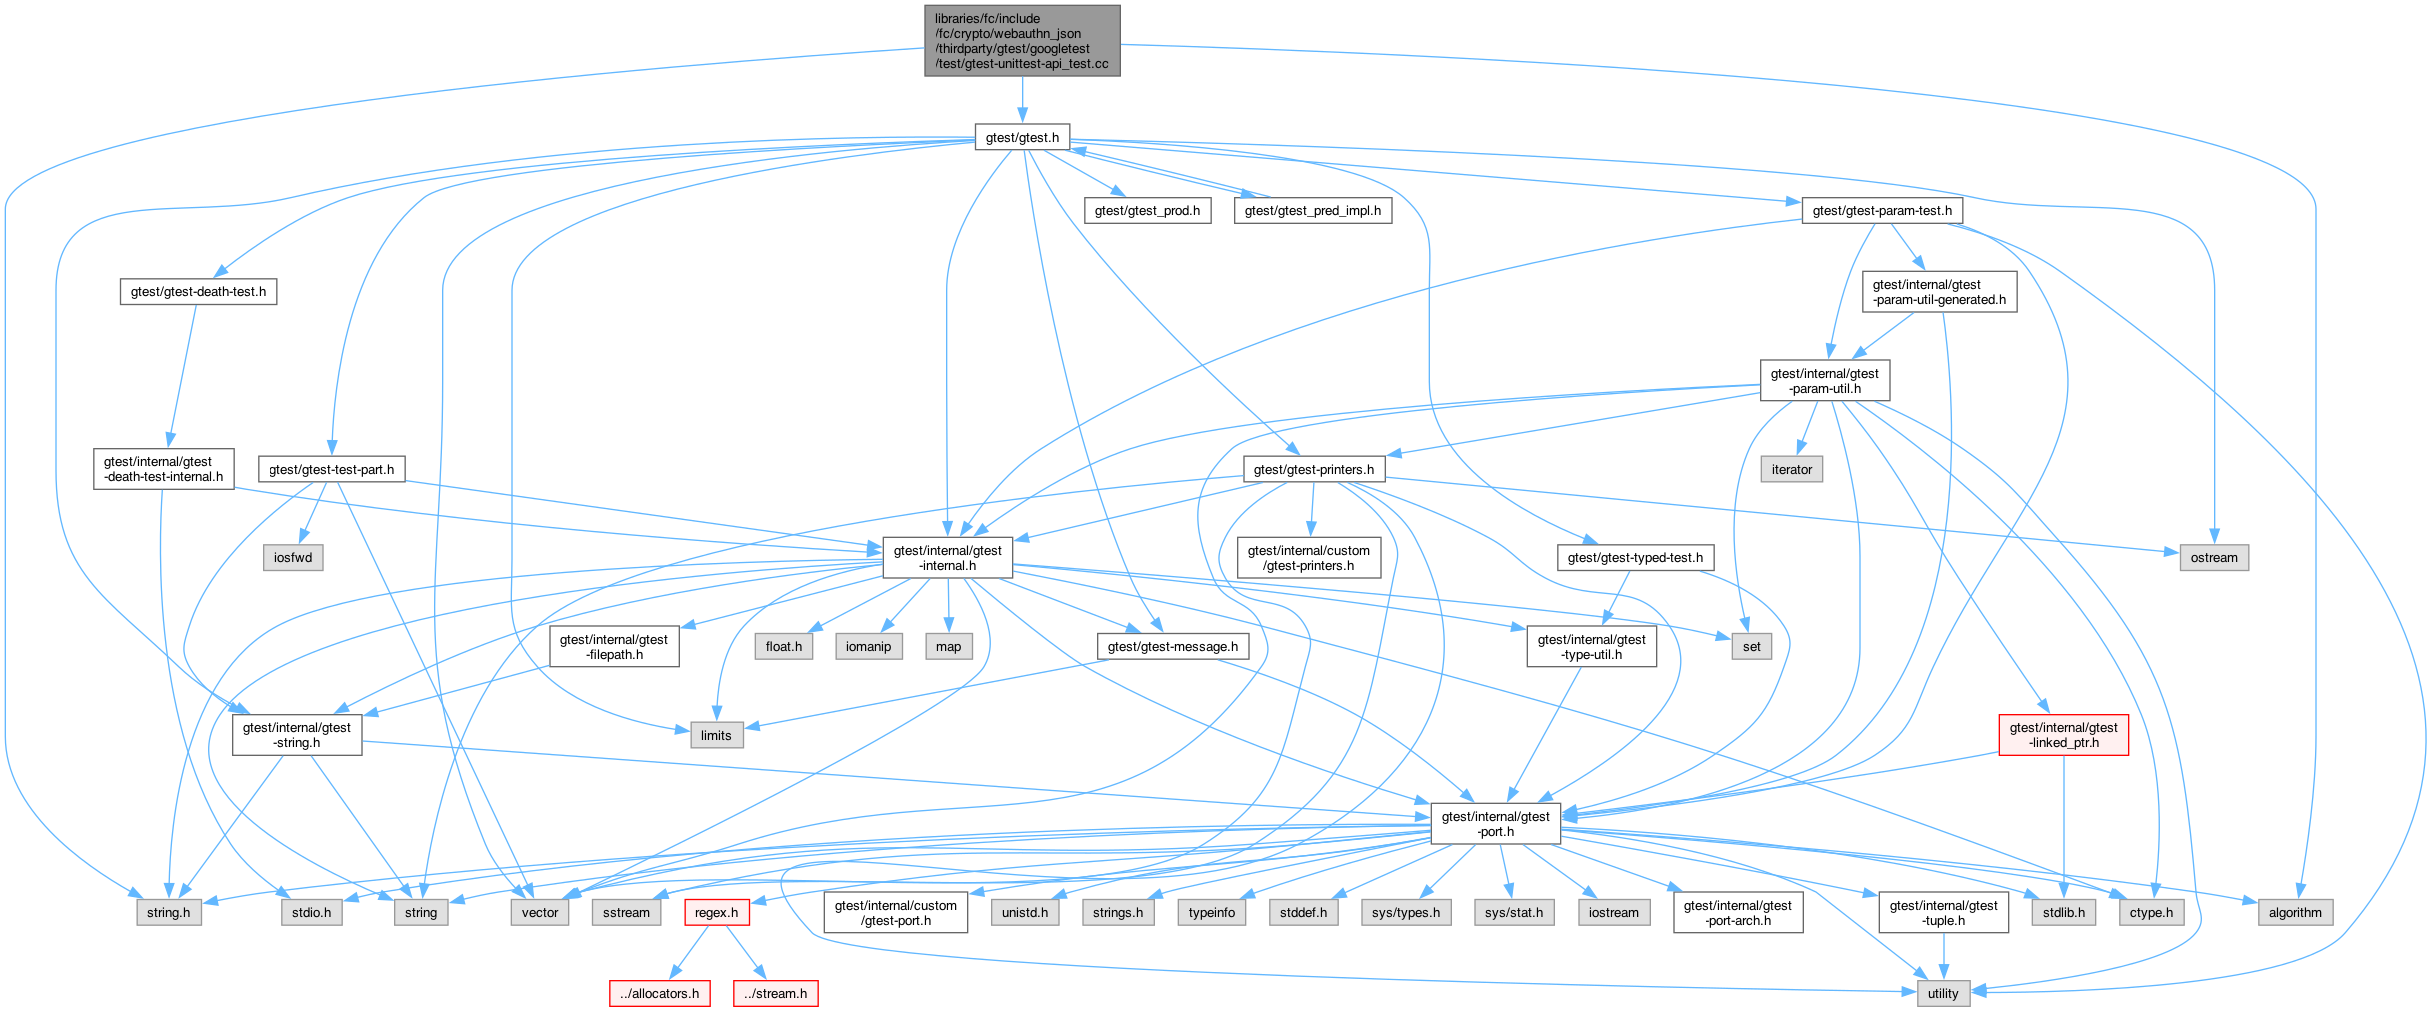 libraries/fc/include
/fc/crypto/webauthn_json
/thirdparty/gtest/googletest
/test/gtest-unittest-api_test.cc
gtest/gtest.h
gtest/gtest_prod.h
gtest/gtest_pred_impl.h
gtest/gtest-param-test.h
gtest/gtest-death-test.h
gtest/internal/gtest
-param-util-generated.h
gtest/internal/gtest
-param-util.h
gtest/internal/gtest
-death-test-internal.h
gtest/gtest-test-part.h
gtest/gtest-printers.h
iterator
iosfwd
gtest/internal/gtest
-internal.h
gtest/internal/custom
/gtest-printers.h
gtest/gtest-typed-test.h
ostream
gtest/internal/gtest
-filepath.h
float.h
iomanip
map
gtest/gtest-message.h
gtest/internal/gtest
-type-util.h
set
gtest/internal/gtest
-string.h
limits
gtest/internal/gtest
-linked_ptr.h
gtest/internal/gtest
-port.h
string.h
stdio.h
string
vector
sstream
regex.h
gtest/internal/custom
/gtest-port.h
unistd.h
strings.h
typeinfo
stddef.h
sys/types.h
sys/stat.h
iostream
gtest/internal/gtest
-port-arch.h
gtest/internal/gtest
-tuple.h
stdlib.h
ctype.h
algorithm
../allocators.h
../stream.h
utility